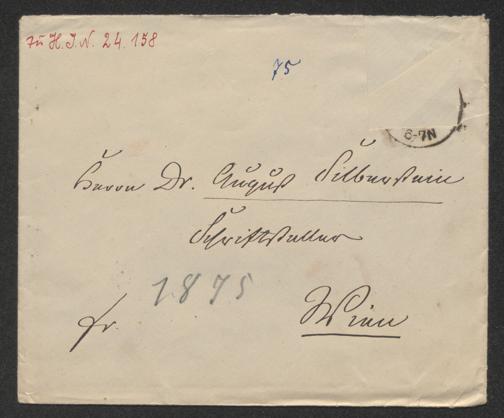 zu H. I. N. 24.158
75
6-7N
Herrn Dr. August Silberstein
Schriftsteller
1875
fr.
Wien